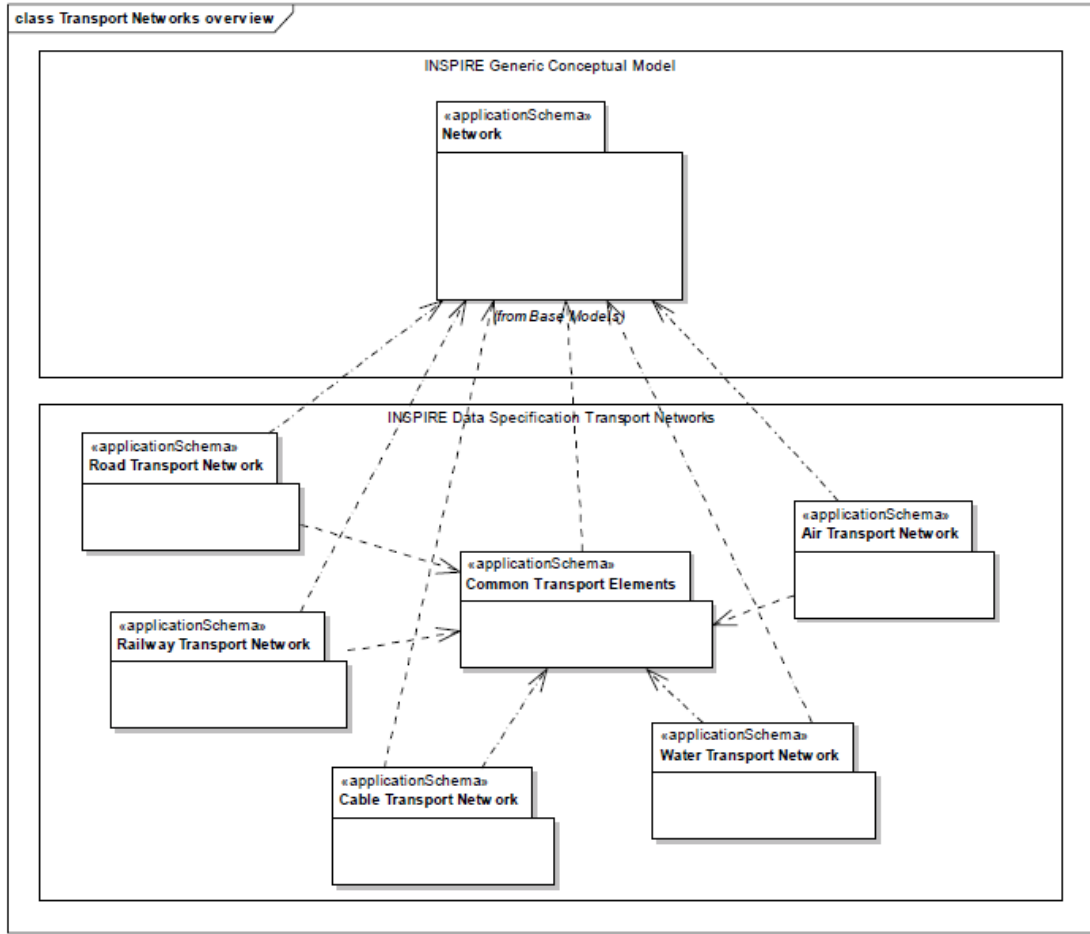 class Transport Networks overview
INSPIRE Generic Conceptual Model
«applicationSchema»
Network
(from Base Models)
INSPIRE Data Specification Transport Networks
«applicationSchema»
Road Transport Network
«applicationSchema»
Air Transport Network
«applicationSchema»
Common Transport Elements
«applicationSchema»
Railway Transport Network
«applicationSchema»
Water Transport Network
«applicationSchema»
Cable Transport Network